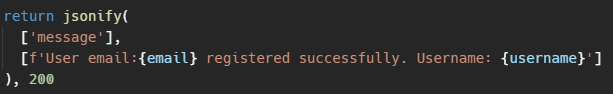 return jsonify(
['message'],
[f'User email:{email} registered successfully. Username: {username}']
), 200